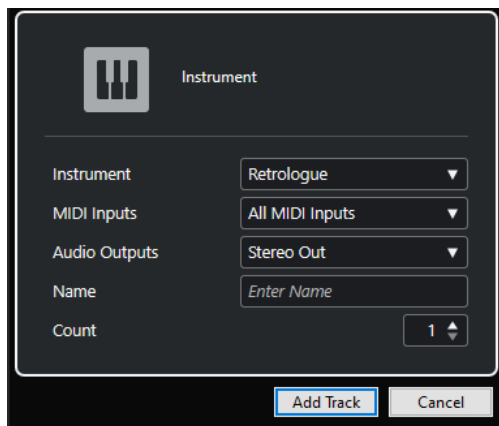 Instrument
Instrument Retrologue
MIDI Inputs All MIDI Inputs
Audio Outputs Stereo Out
Name Enter Name
Count 1
Add Track Cancel